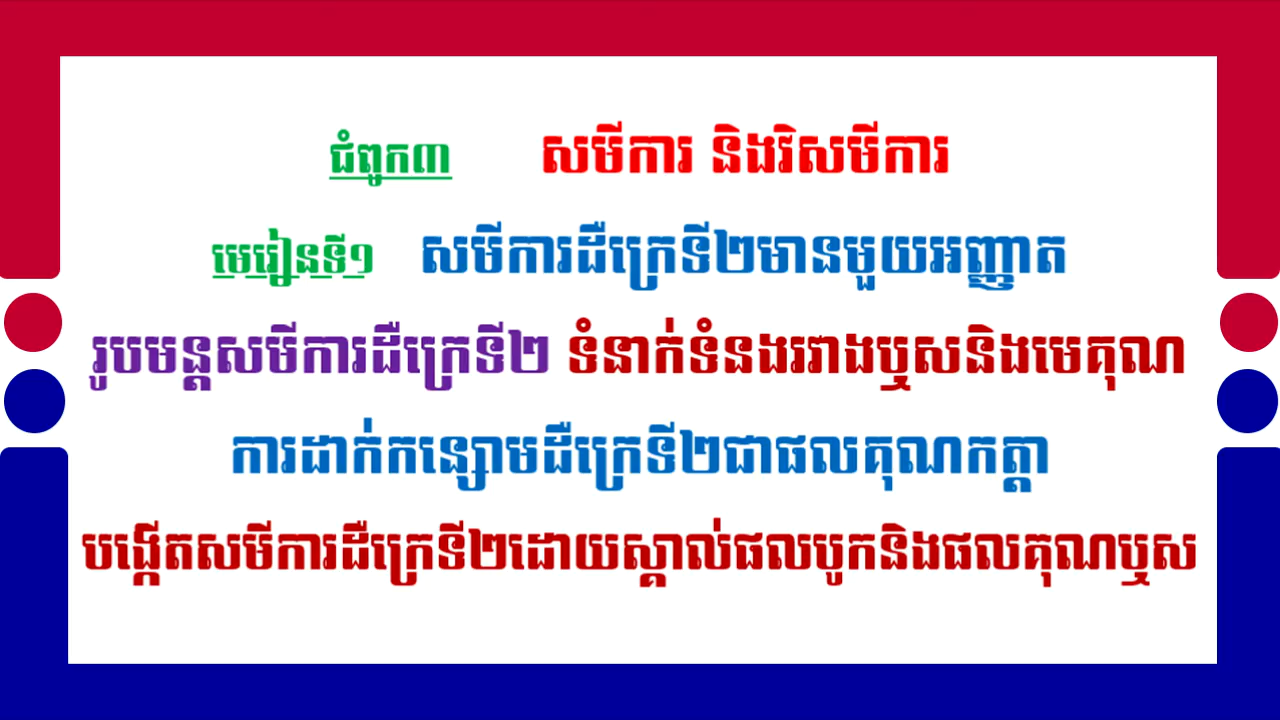 ជំពូក៣ សមីការ និងវិសមីការ
មេរៀនទី១ សមីការដឺក្រេទី២មានមួយអញ្ញាត
រូបមន្តសមីការដឺក្រេទី២ ទំនាក់ទំនងរវាងឬសនិងមេគុណ
ការដាក់កន្សោមដឺក្រេទី២ជាផលគុណកត្តា
បង្កើតសមីការដឺក្រេទី២ដោយស្គាល់ផលបូកនិងផលគុណឬស